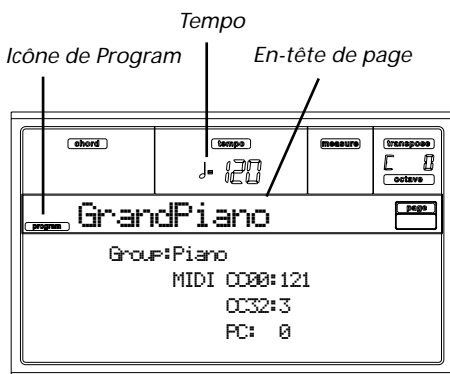 Tempo
Icône de Program
En-tête de page
chord
tempo
measure
transpose
♩=120
C 0
octave
program
GrandPiano
page
Group:Piano
MIDI CC00:121
CC32:3
PC: 0